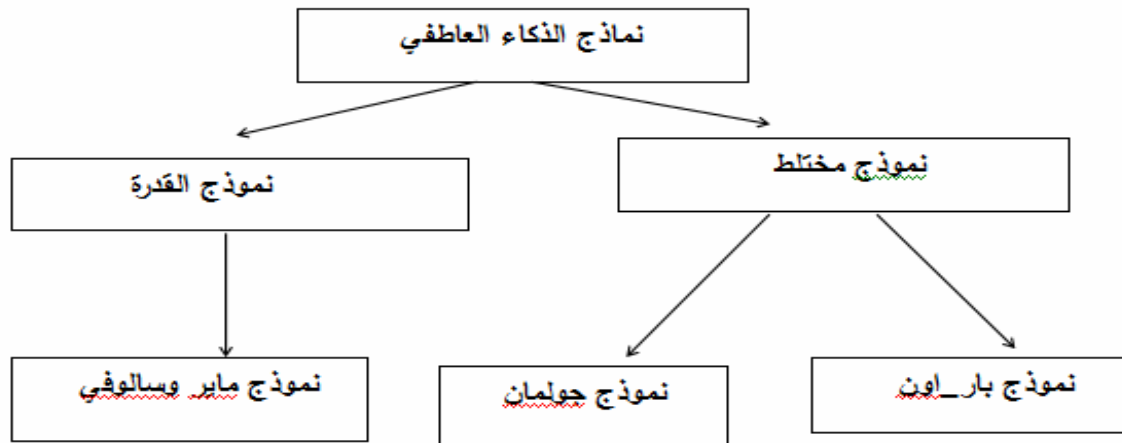 نماذج الذكاء العاطفي
نموذج مختلط
نموذج القدرة
نموذج بار_اون
نموذج جولمان
نموذج ماير وسالوفي